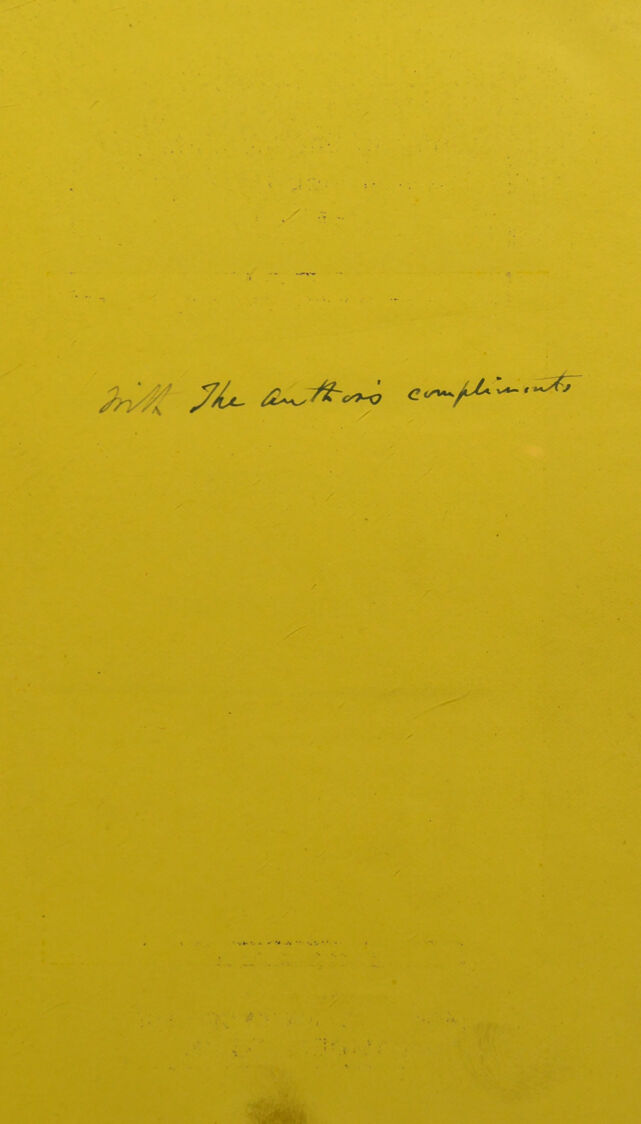 With The Author's compliments